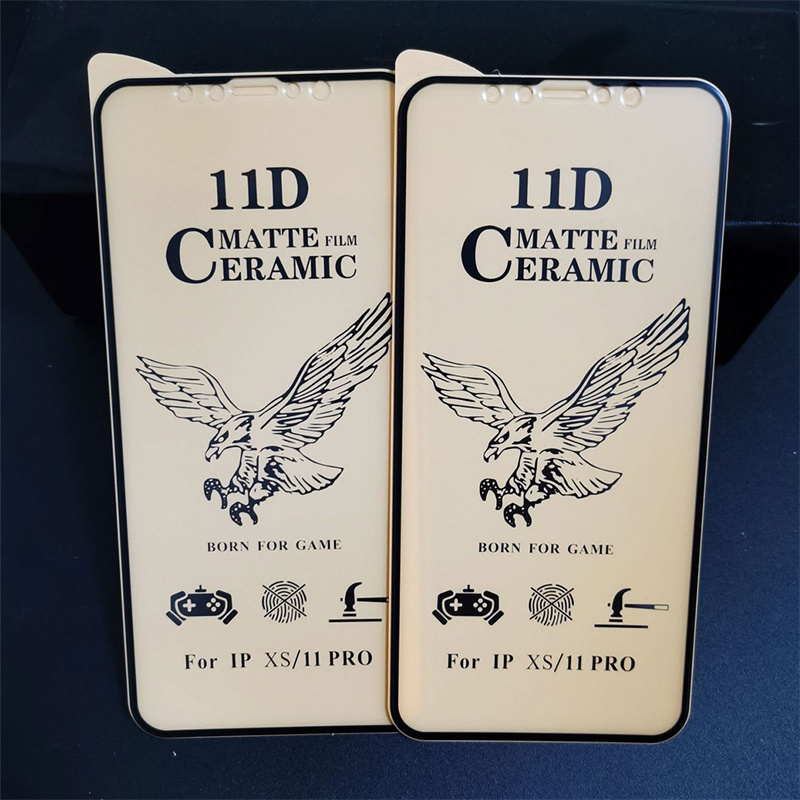 11D
MATTE FILM
CERAMIC
BORN FOR GAME
For IP XS/11 PRO
11D
MATTE FILM
CERAMIC
BORN FOR GAME
For IP XS/11 PRO